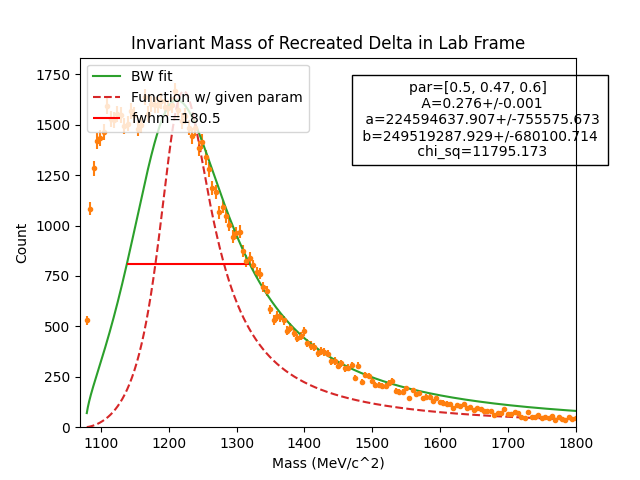 Invariant Mass of Recreated Delta in Lab Frame
BW fit
Function w/ given param
fwhm=180.5
par=[0.5, 0.47, 0.6]
A=0.276+/-0.001
a=224594637.907+/-755575.673
b=249519287.929+/-680100.714
chi_sq=11795.173
Count
1750
1500
1250
1000
750
500
250
0
1100 1200 1300 1400 1500 1600 1700 1800
Mass (MeV/c^2)